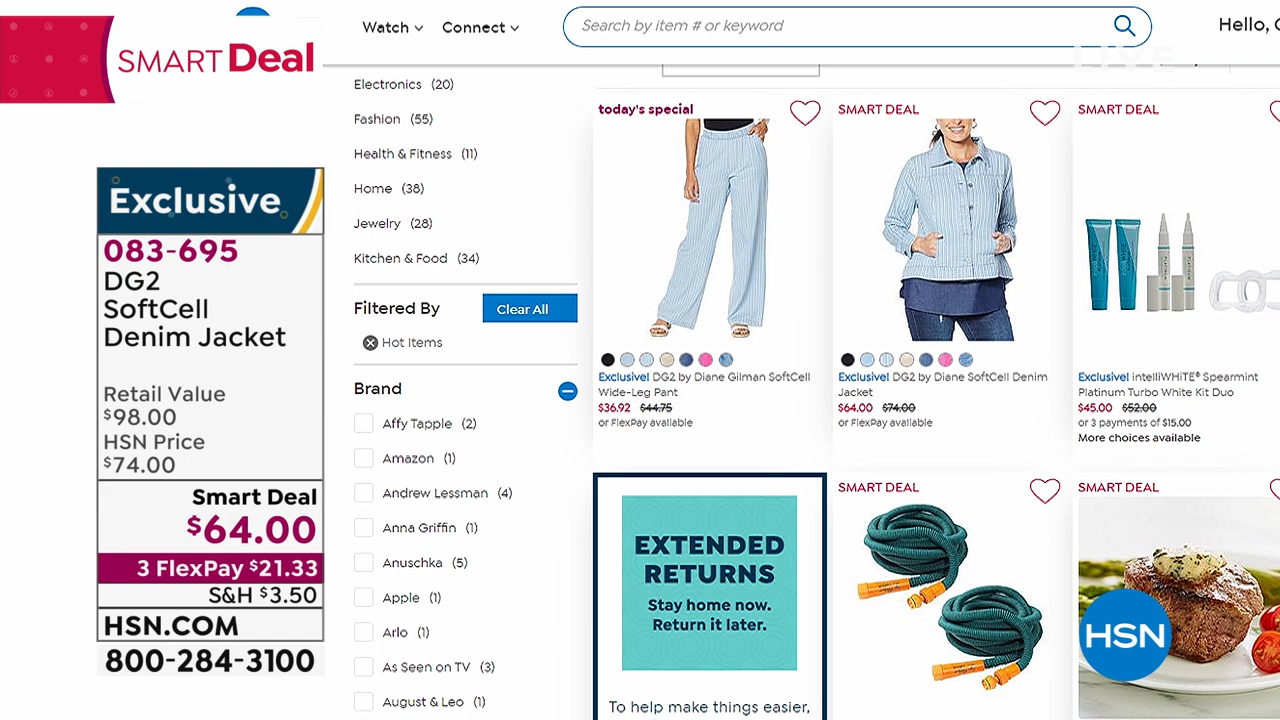 SMART Deal
Exclusive
083-695
DG2
SoftCell
Denim Jacket
Retail Value
$98.00
HSN Price
$74.00
Smart Deal
$64.00
3 FlexPay $21.33
S&H $3.50
HSN.COM
800-284-3100
Watch
Connect
Search by item # or keyword
Hello,
LIVE
Electronics (20)
Fashion (55)
Health & Fitness (11)
Home (38)
Jewelry (28)
Kitchen & Food (34)
Filtered By
Clear All
Hot Items
Brand
Affy Tapple (2)
Amazon (1)
Andrew Lessman (4)
Anna Griffin (1)
Anuschka (5)
Apple (1)
Arlo (1)
As Seen on TV (3)
August & Leo (1)
today's special
Exclusive! DG2 by Diane Gilman SoftCell
Wide-Leg Pant
$36.92 $44.75
or FlexPay available
SMART DEAL
Exclusive! DG2 by Diane SoftCell Denim
Jacket
$64.00 $74.00
or FlexPay available
SMART DEAL
Exclusive! intelliWHiTE® Spearmint
Platinum Turbo White Kit Duo
$45.00 $52.00
or 3 payments of $15.00
More choices available
EXTENDED
RETURNS
Stay home now.
Return it later.
To help make things easier,
SMART DEAL
SMART DEAL
HSN